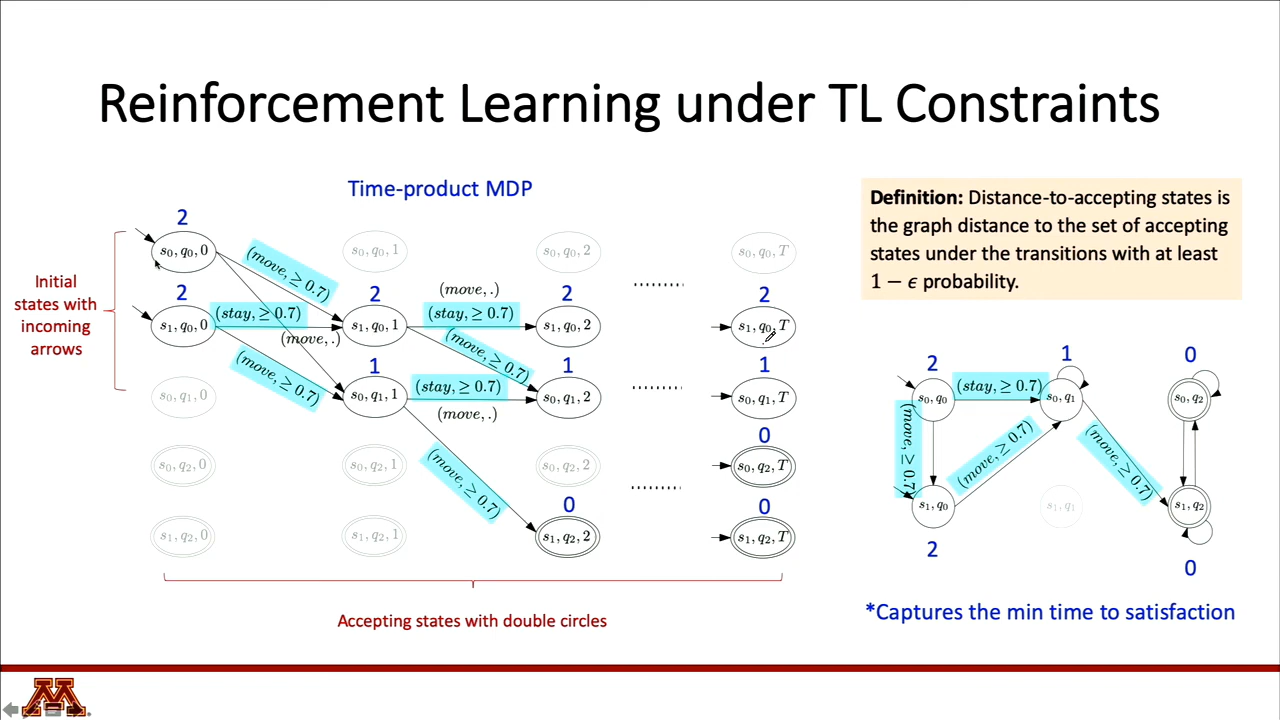 Reinforcement Learning under TL Constraints
Time-product MDP
Definition: Distance-to-accepting states is
the graph distance to the set of accepting
states under the transitions with at least
1 − ϵ probability.
Initial
states with
incoming
arrows
2
s₀, q₀, 0
s₀, q₀, 1
s₀, q₀, 2
s₀, q₀, T
(move, ≥ 0.7)
2
s₁, q₀, 0
(stay, ≥ 0.7)
(move, .)
2
s₁, q₀, 1
(move, .)
(stay, ≥ 0.7)
2
s₁, q₀, 2
2
s₁, q₀, T
(move, ≥ 0.7)
(move, ≥ 0.7)
s₀, q₁, 0
1
s₀, q₁, 1
(stay, ≥ 0.7)
(move, .)
1
s₀, q₁, 2
1
s₀, q₁, T
(move, ≥ 0.7)
s₀, q₂, 0
s₀, q₂, 1
s₀, q₂, 2
0
s₀, q₂, T
s₁, q₂, 0
s₁, q₂, 1
0
s₁, q₂, 2
0
s₁, q₂, T
Accepting states with double circles
2
s₀, q₀
(stay, ≥ 0.7)
1
s₀, q₁
0
s₀, q₂
(move, ≥ 0.7)
(move, ≥ 0.7)
(move, ≥ 0.7)
s₁, q₀
2
s₁, q₁
s₁, q₂
0
*Captures the min time to satisfaction
M